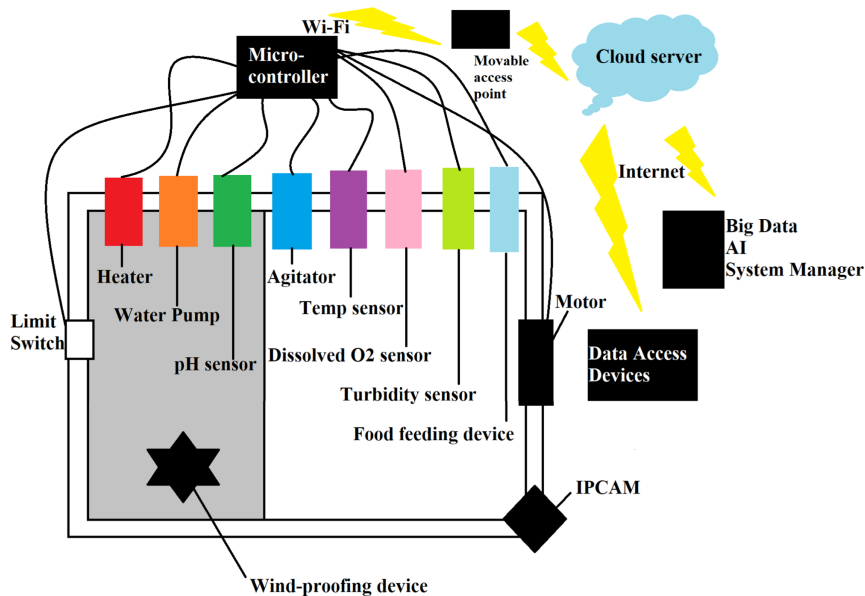 Wi-Fi
Micro-
controller
Movable
access
point
Cloud server
Internet
Big Data
AI
System Manager
Heater
Agitator
Temp sensor
Motor
Water Pump
Limit
Switch
pH sensor
Dissolved O2 sensor
Data Access
Devices
Turbidity sensor
Food feeding device
IPCAM
Wind-proofing device